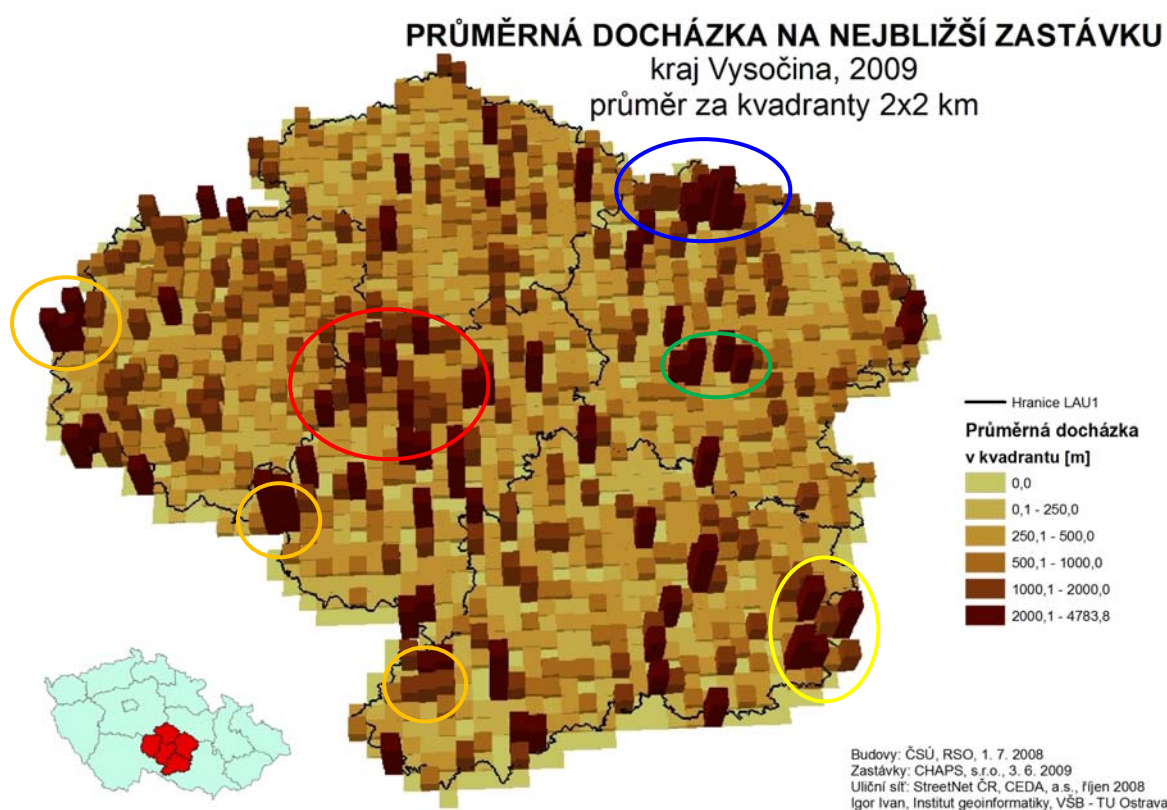 PRŮMĚRNÁ DOCHÁZKA NA NEJBLIŽŠÍ ZASTÁVKU
kraj Vysočina, 2009
průměr za kvadranty 2x2 km
Hranice LAU1
Průměrná docházka
v kvadrantu [m]
0,0
0,1 - 250,0
250,1 - 500,0
500,1 - 1000,0
1000,1 - 2000,0
2000,1 - 4783,8
Budovy: ČSÚ, RSO, 1. 7. 2008
Zastávky: CHAPS, s.r.o., 3. 6. 2009
Uliční síť: StreetNet ČR, CEDA, a.s., říjen 2008
Igor Ivan, Institut geoinformatiky, VŠB - TU Ostrava